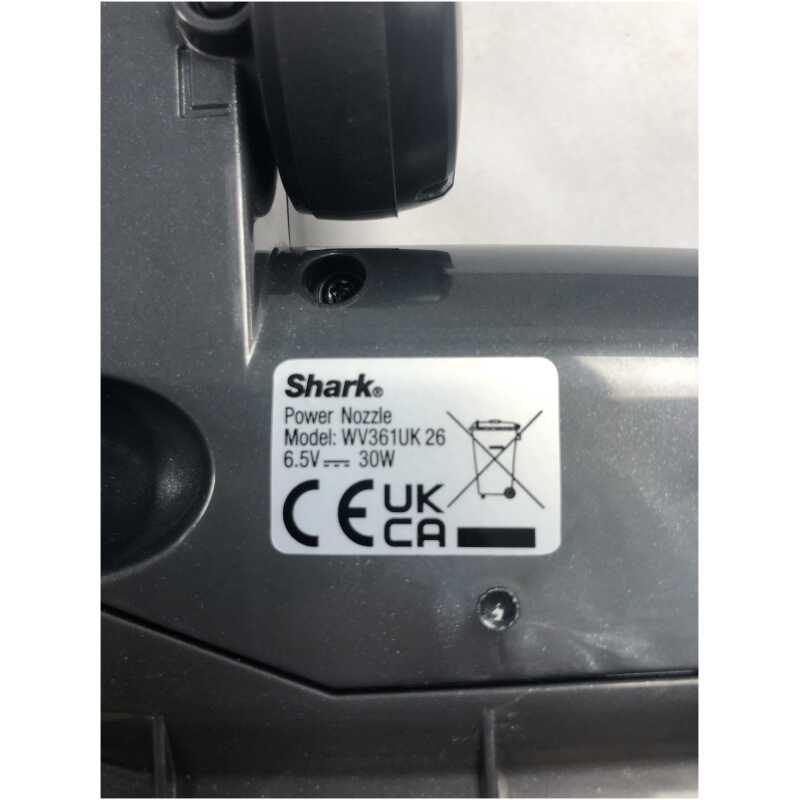 Shark®
Power Nozzle
Model: WV361UK 26
6.5V⎓ 30W
CE UK
CA